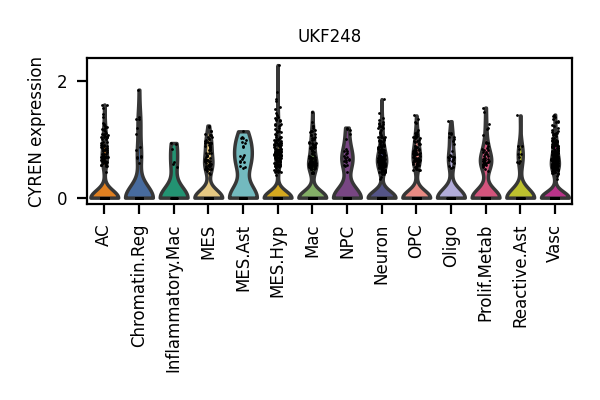 UKF248
CYREN expression
2
0
AC
Chromatin.Reg
Inflammatory.Mac
MES
MES.Ast
MES.Hyp
Mac
NPC
Neuron
OPC
Oligo
Prolif.Metab
Reactive.Ast
Vasc